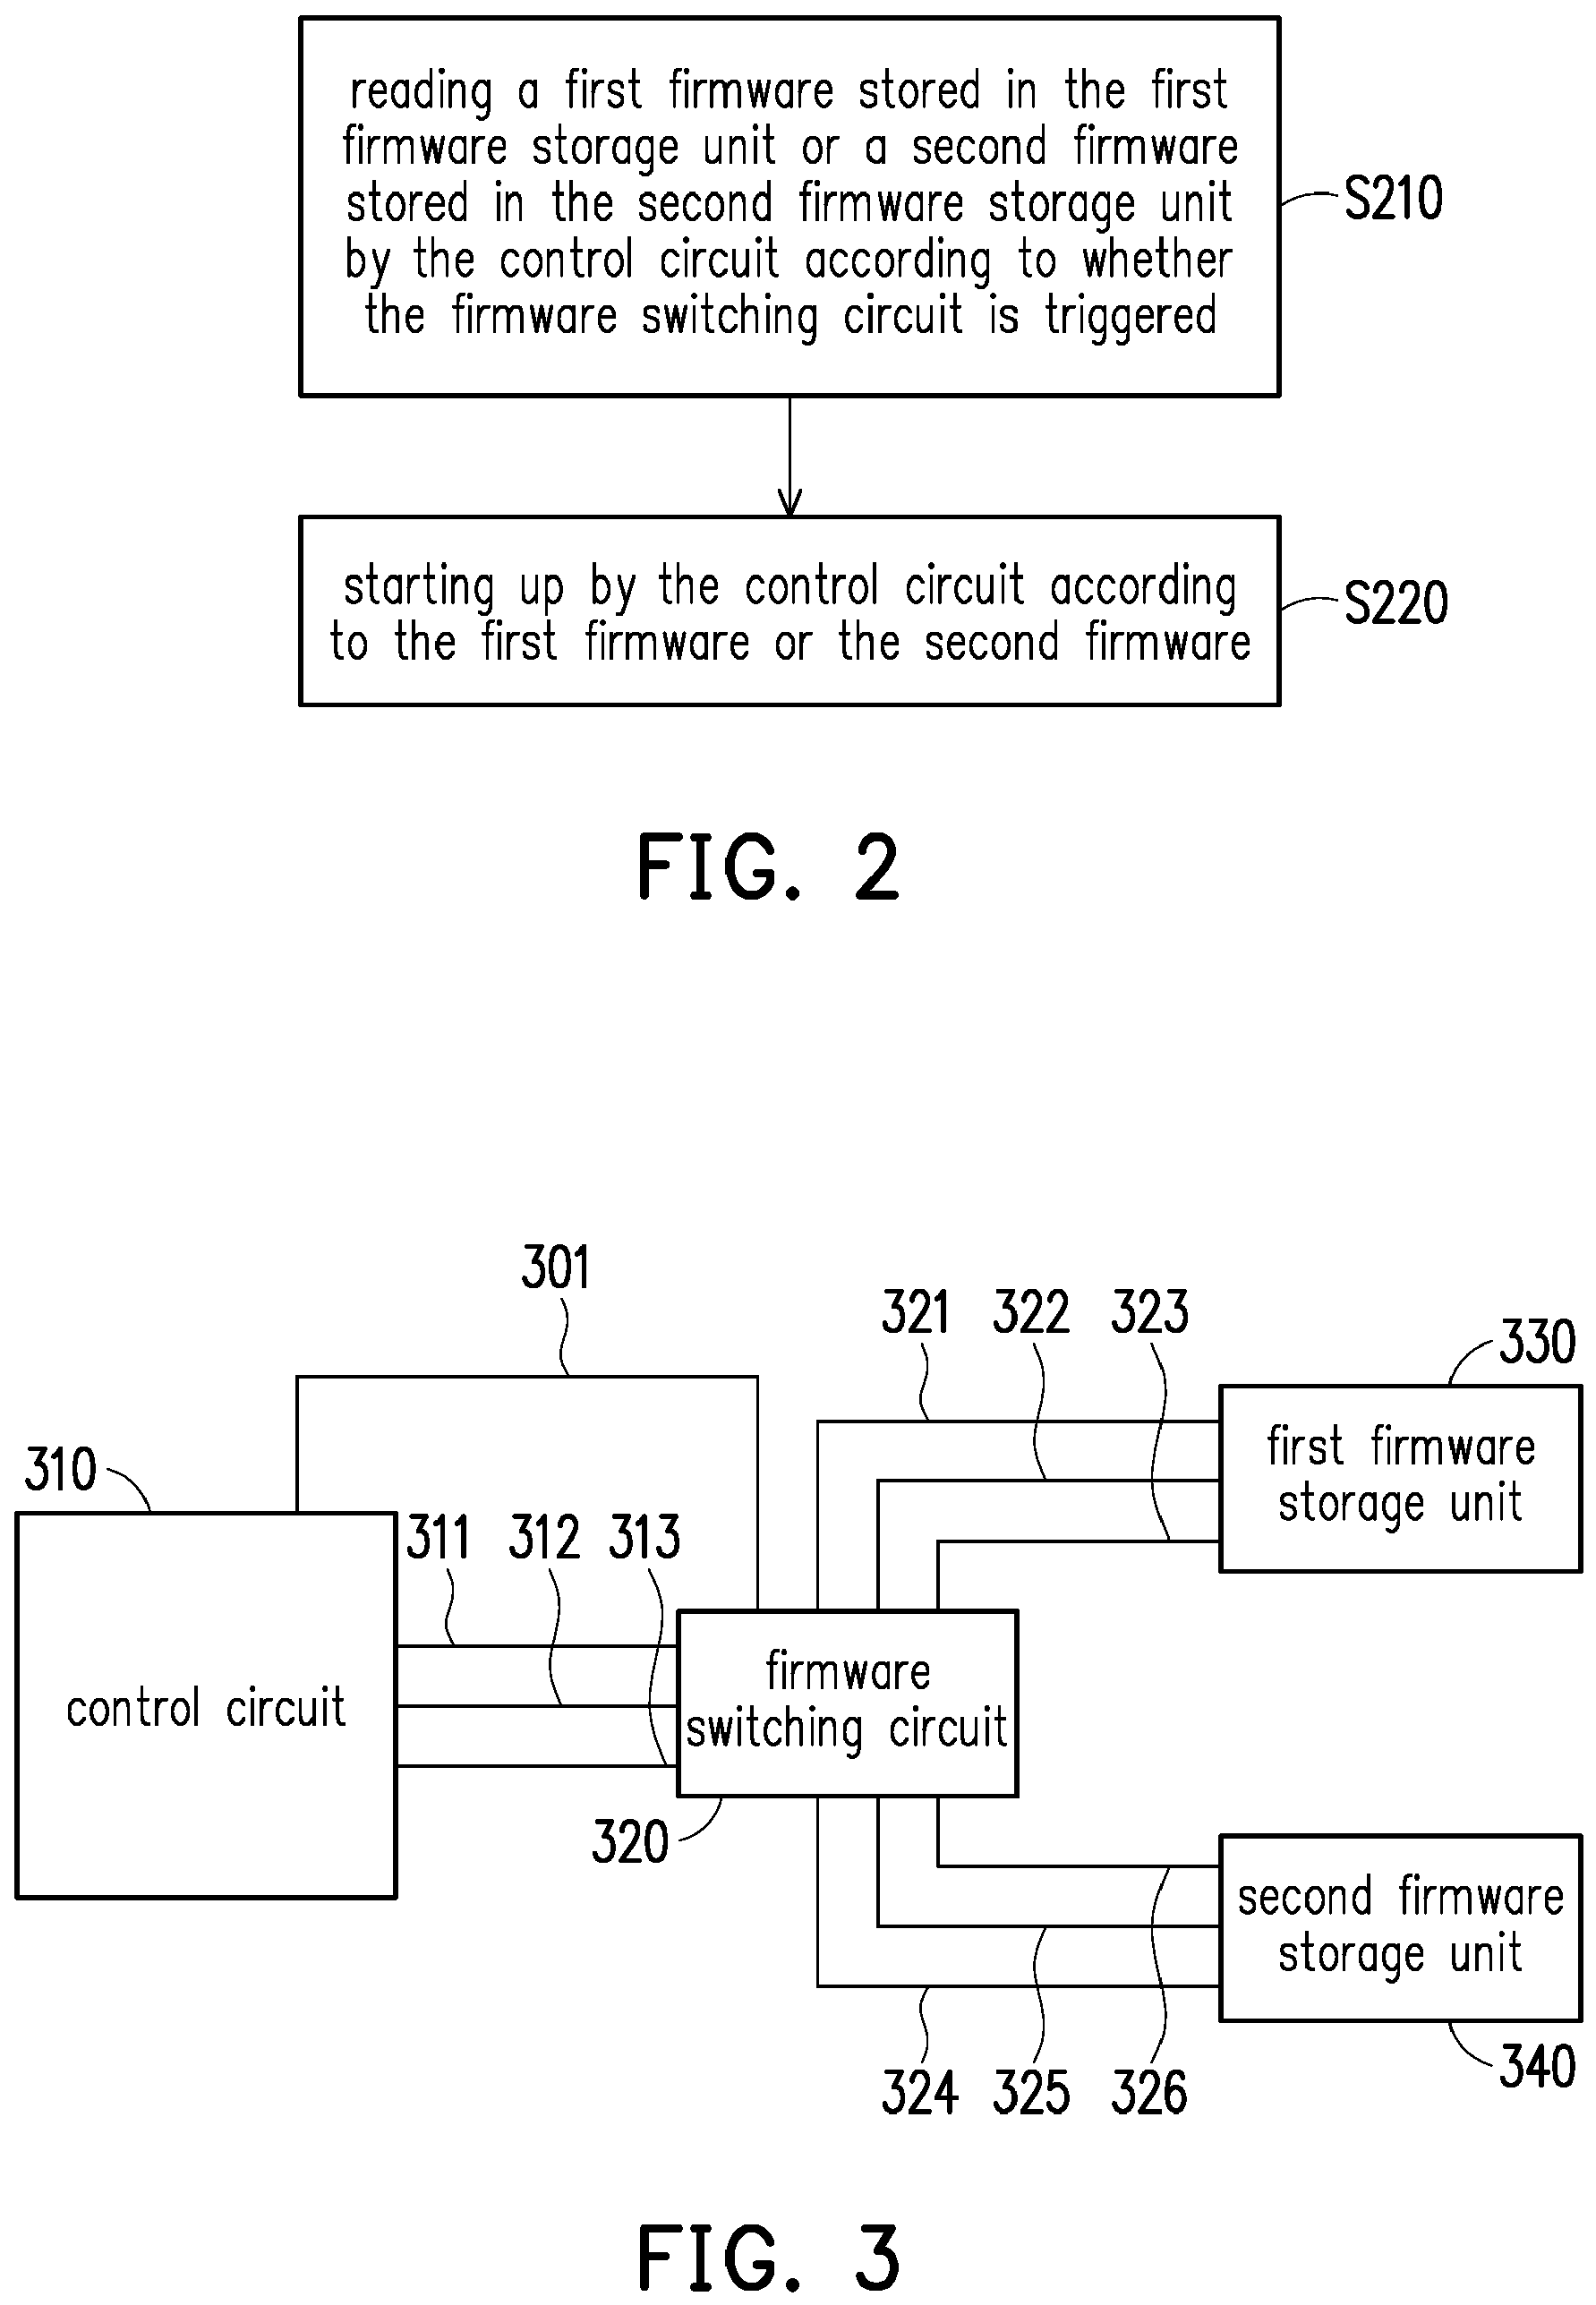 reading a first firmware stored in the first
firmware storage unit or a second firmware
stored in the second firmware storage unit
by the control circuit according to whether
the firmware switching circuit is triggered
S210
starting up by the control circuit according
to the first firmware or the second firmware
S220
FIG. 2
301
321 322 323
330
first firmware
storage unit
310
311 312 313
control circuit
firmware
switching circuit
320
second firmware
storage unit
324 325 326
340
FIG. 3